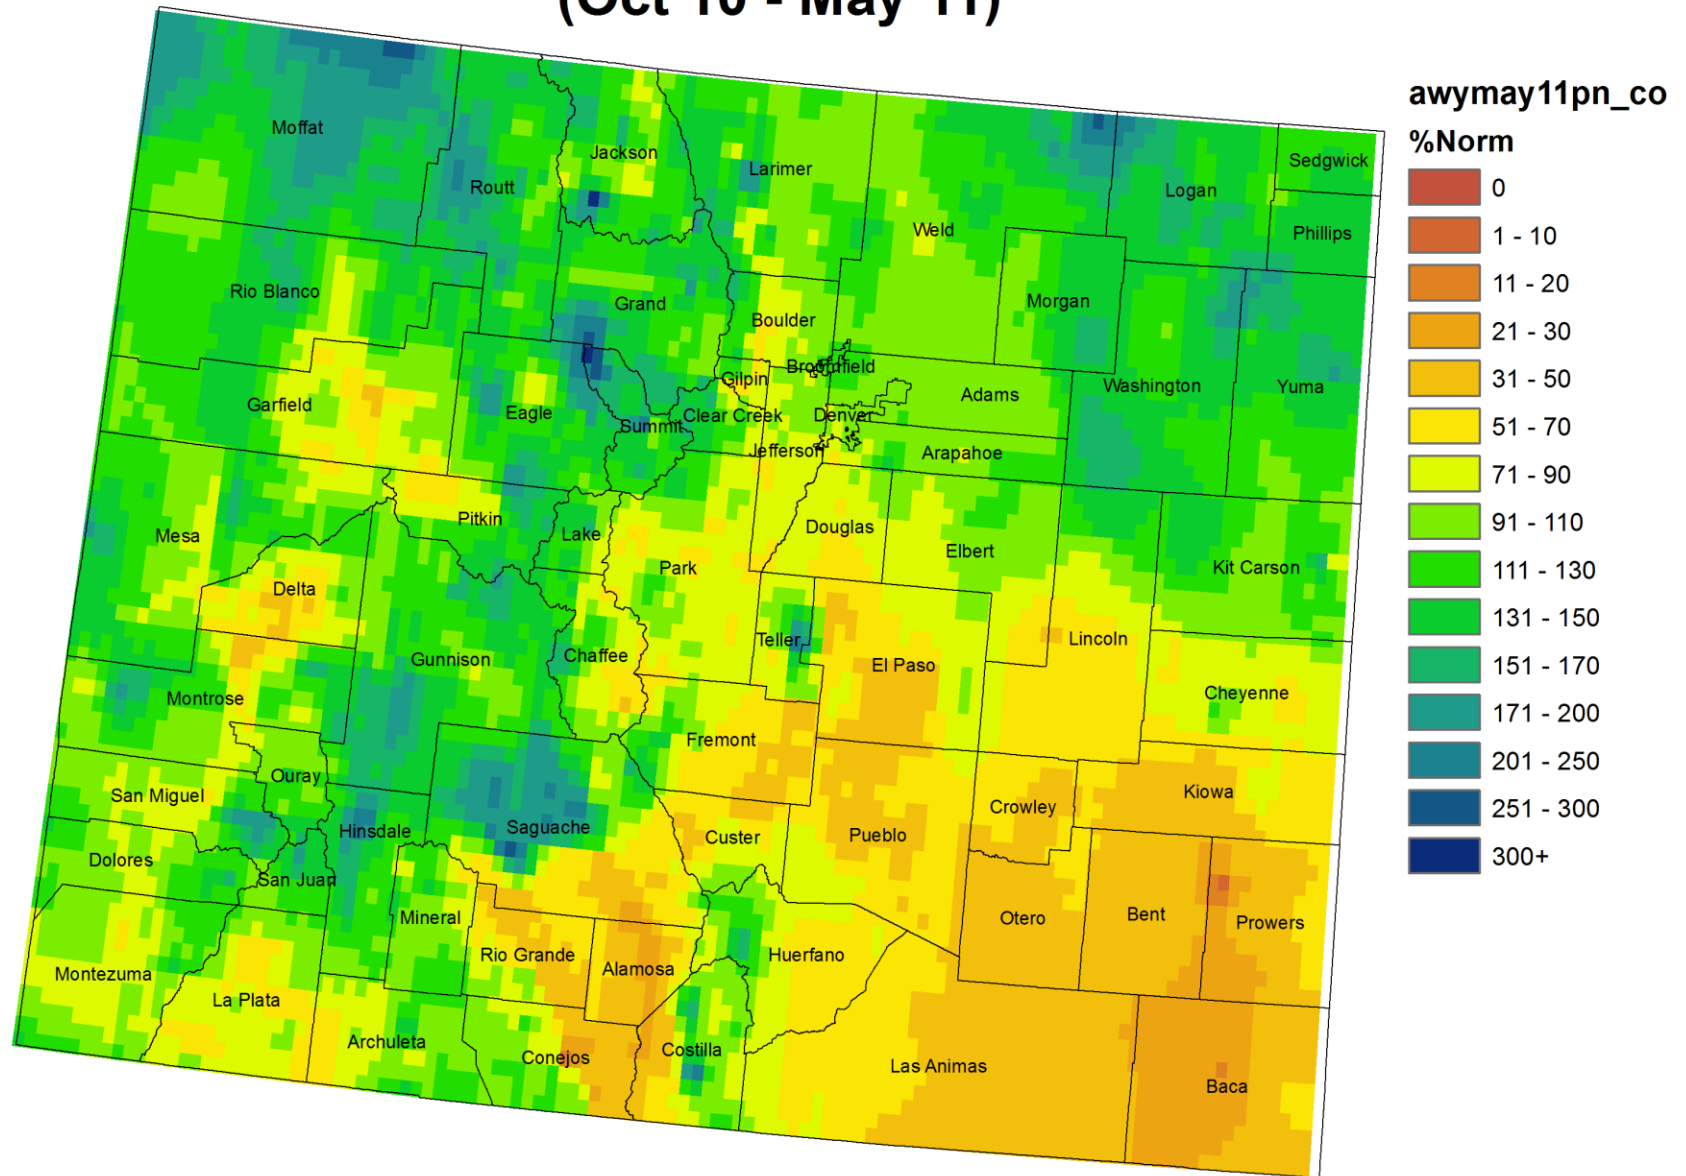 (Oct 10 - May 11)
awymay11pn_co
%Norm
0
1 - 10
11 - 20
21 - 30
31 - 50
51 - 70
71 - 90
91 - 110
111 - 130
131 - 150
151 - 170
171 - 200
201 - 250
251 - 300
300+
Moffat
Routt
Jackson
Larimer
Weld
Logan
Sedgwick
Phillips
Rio Blanco
Grand
Boulder
Morgan
Broomfield
Gilpin
Garfield
Eagle
Summit
Clear Creek
Denver
Adams
Washington
Yuma
Jefferson
Arapahoe
Mesa
Pitkin
Lake
Park
Douglas
Elbert
Kit Carson
Delta
Gunnison
Chaffee
Teller
El Paso
Lincoln
Cheyenne
Montrose
Fremont
Ouray
San Miguel
Hinsdale
Saguache
Custer
Pueblo
Crowley
Kiowa
Dolores
San Juan
Mineral
Rio Grande
Alamosa
Huerfano
Otero
Bent
Prowers
Montezuma
La Plata
Archuleta
Conejos
Costilla
Las Animas
Baca